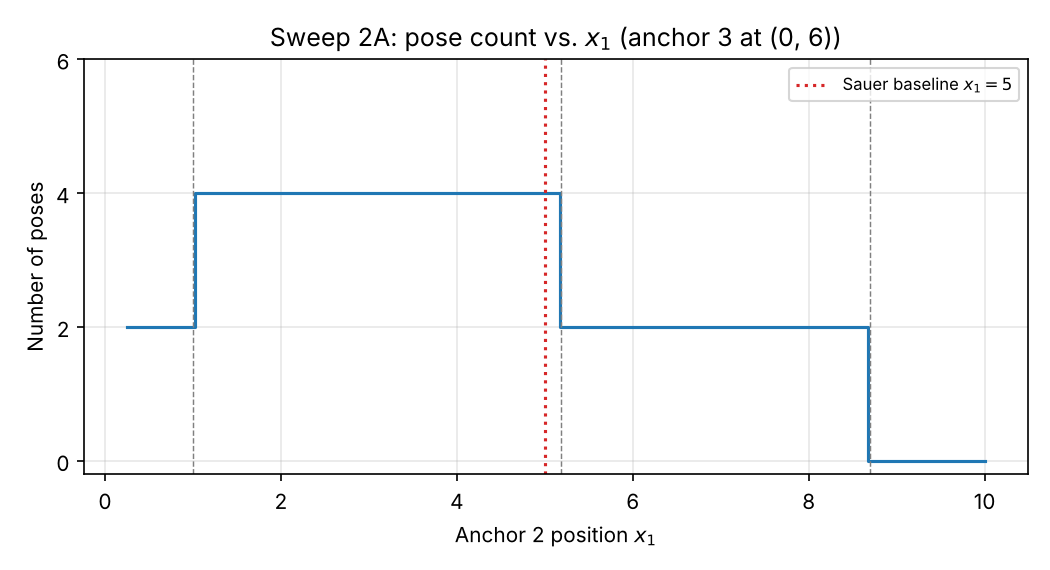 Sweep 2A: pose count vs. x₁ (anchor 3 at (0, 6))
Sauer baseline x₁ = 5
Number of poses
6
4
2
0
0 2 4 6 8 10
Anchor 2 position x₁